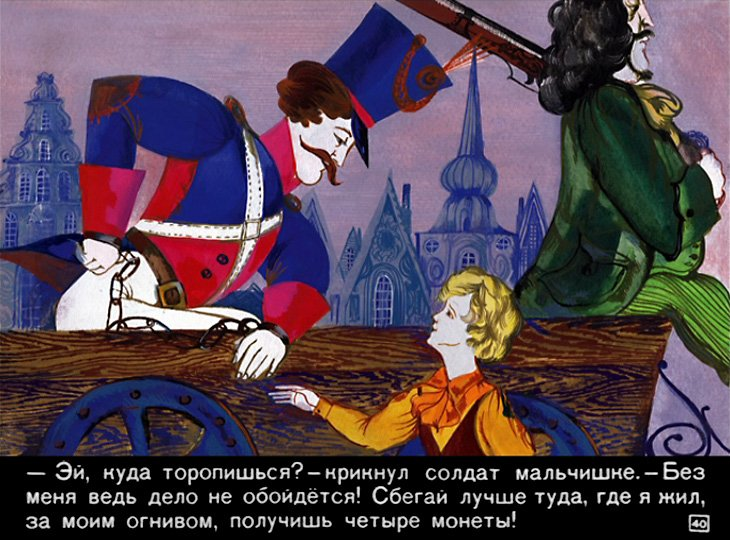 — Эй, куда торопишься? – крикнул солдат мальчишке. – Без
меня ведь дело не обойдётся! Сбегай лучше туда, где я жил,
за моим огнивом, получишь четыре монеты!
40